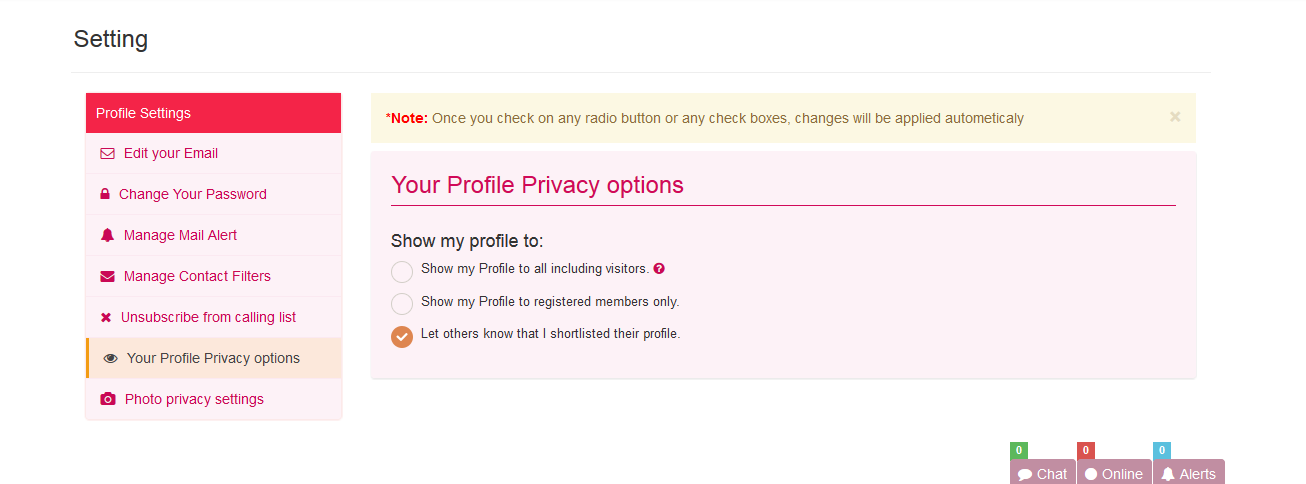 Setting
Profile Settings
Edit your Email
Change Your Password
Manage Mail Alert
Manage Contact Filters
Unsubscribe from calling list
Your Profile Privacy options
Photo privacy settings
*Note: Once you check on any radio button or any check boxes, changes will be applied autometicaly ×
Your Profile Privacy options
Show my profile to:
Show my Profile to all including visitors. ?
Show my Profile to registered members only.
Let others know that I shortlisted their profile.
0 0 0
Chat Online Alerts